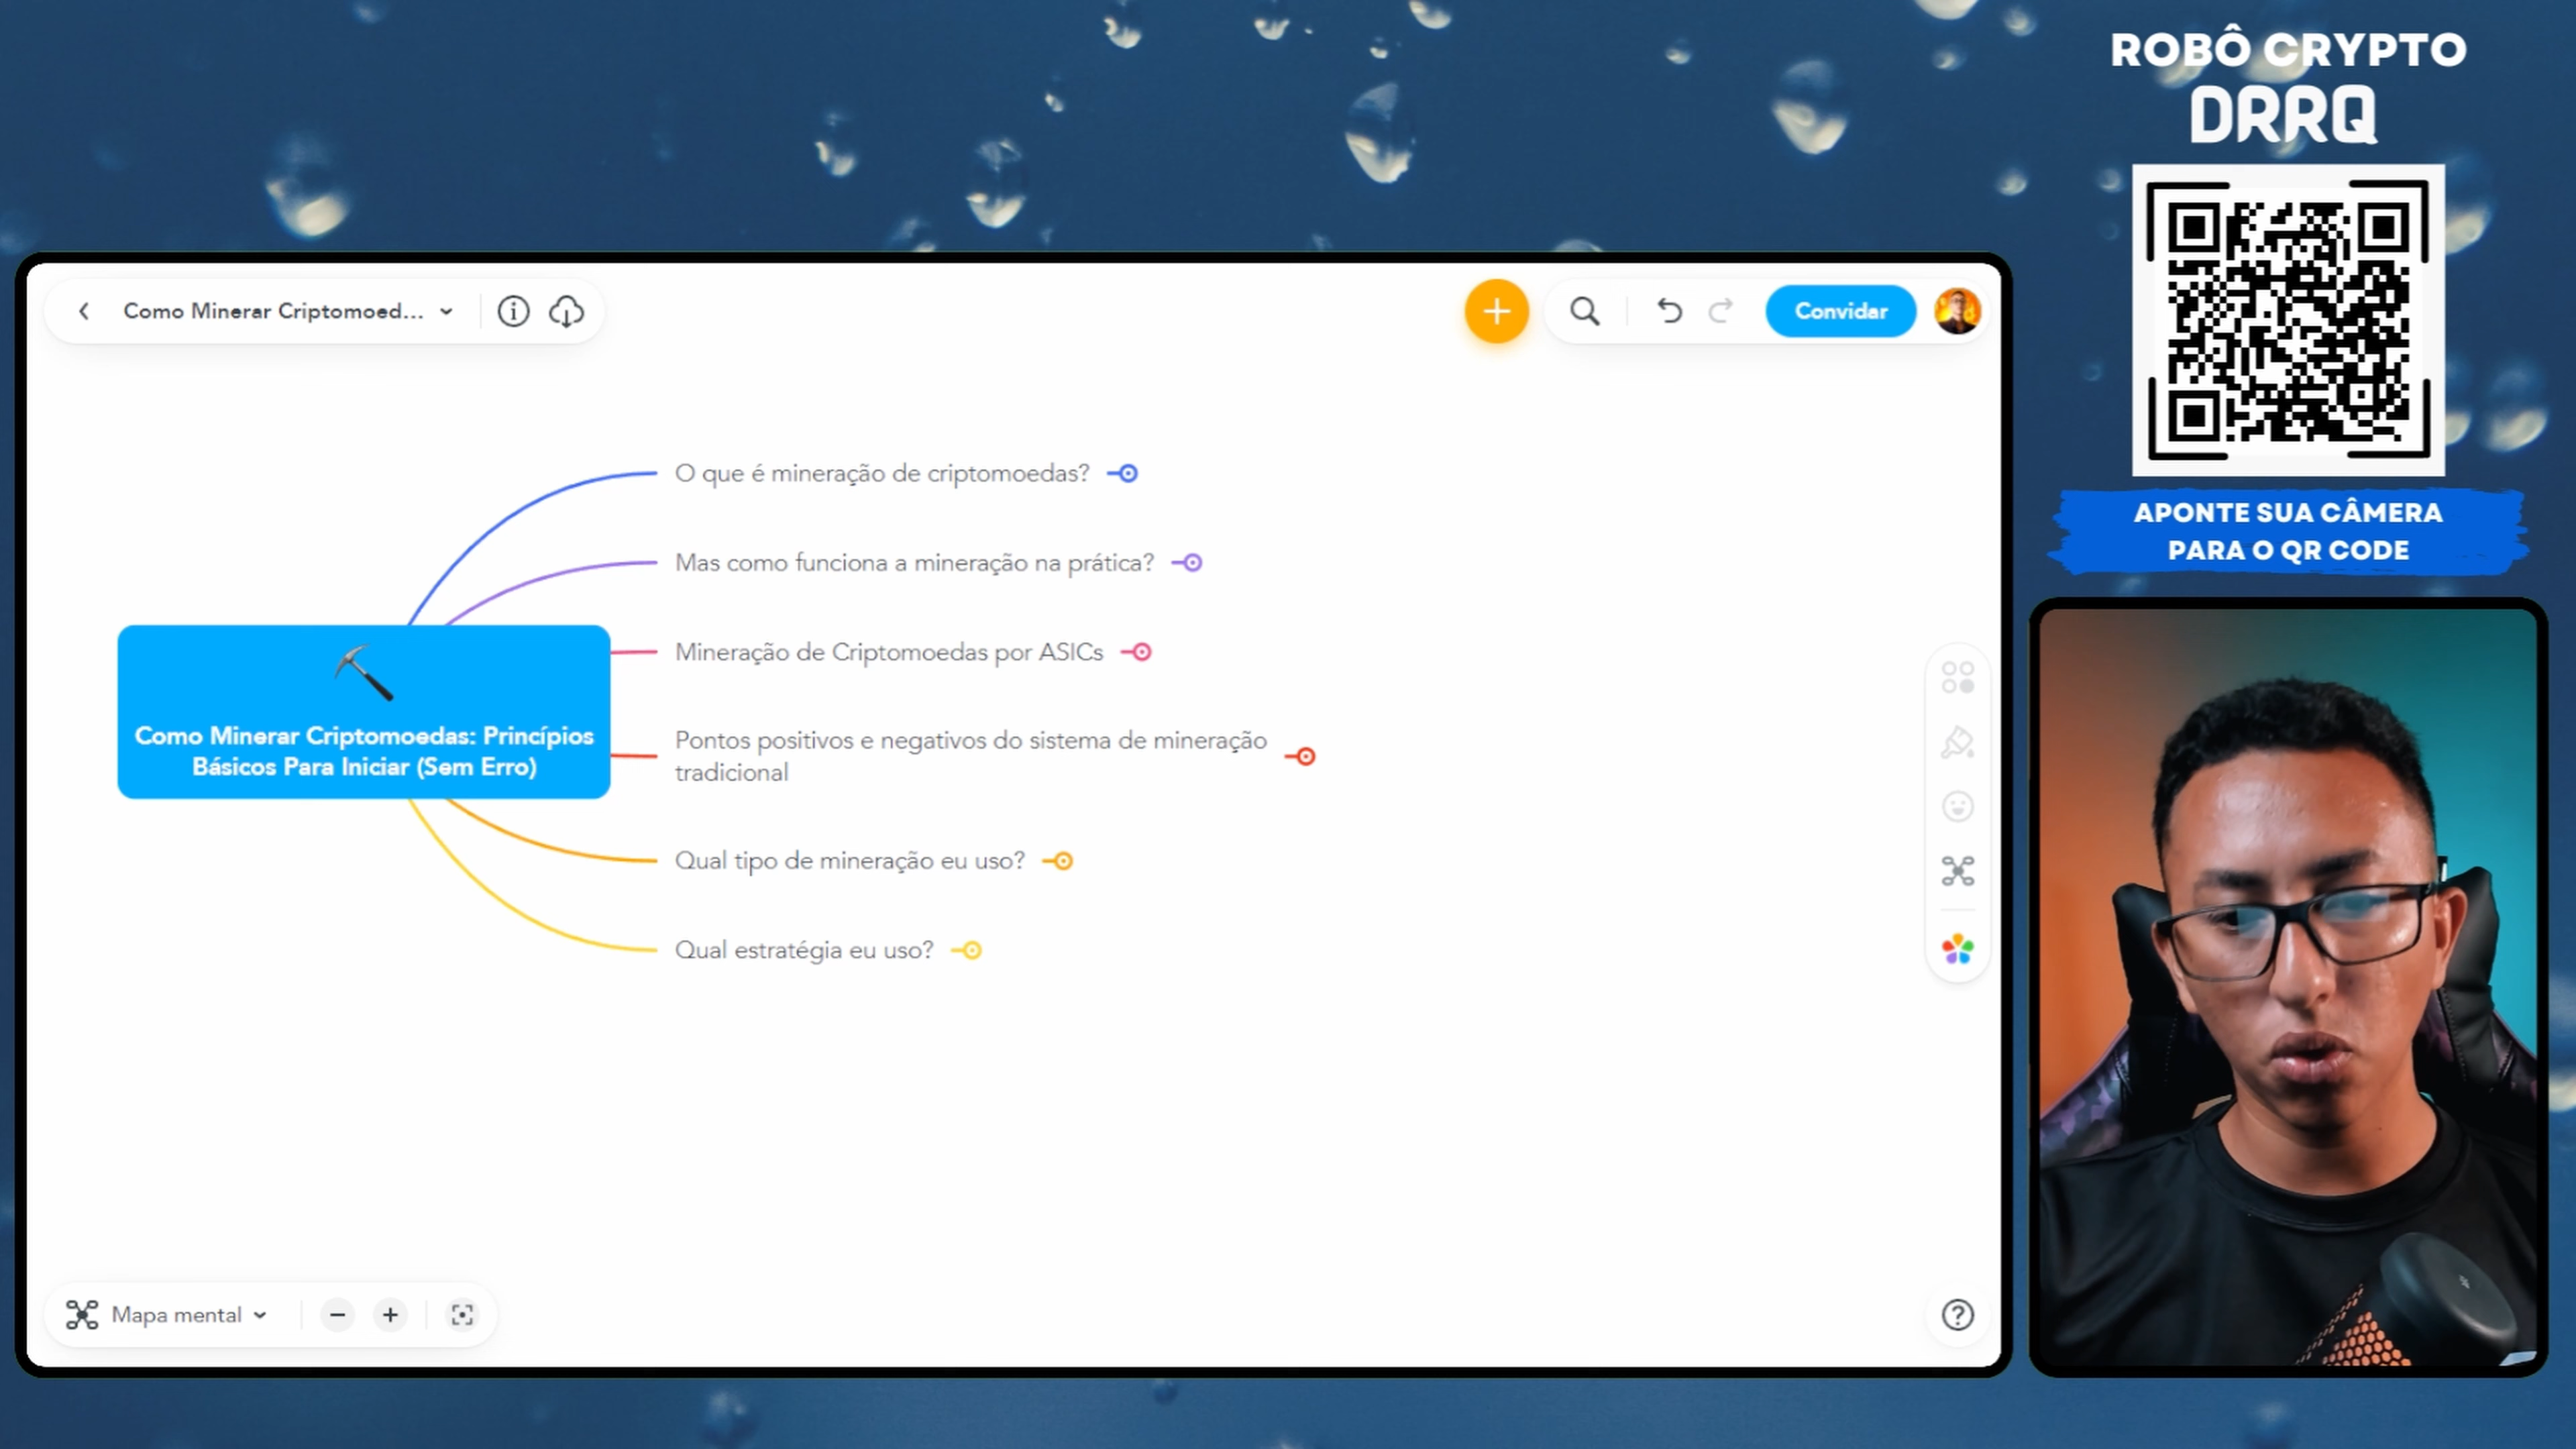 ROBÔ CRYPTO
DRRQ
APONTE SUA CÂMERA
PARA O QR CODE
Como Minerar Criptomoed...
Convidar
O que é mineração de criptomoedas?
Mas como funciona a mineração na prática?
Mineração de Criptomoedas por ASICs
Pontos positivos e negativos do sistema de mineração
tradicional
Qual tipo de mineração eu uso?
Qual estratégia eu uso?
Como Minerar Criptomoedas: Princípios
Básicos Para Iniciar (Sem Erro)
Mapa mental